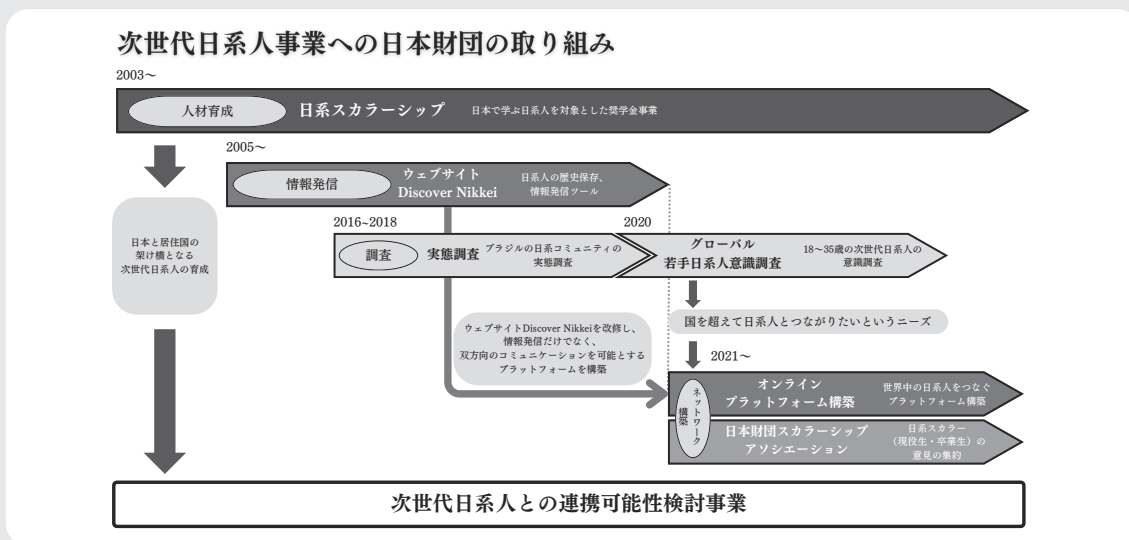 次世代日系人事業への日本財団の取り組み
2003〜
人材育成
日系スカラーシップ
日本で学ぶ日系人を対象とした奨学金事業
2005〜
情報発信
ウェブサイト
Discover Nikkei
日系人の歴史保存、
情報発信ツール
日本と居住国の
架け橋となる
次世代日系人の育成
2016~2018
調査
実態調査
ブラジルの日系コミュニティの
実態調査
2020
グローバル
若手日系人意識調査
18〜35歳の次世代日系人の
意識調査
国を超えて日系人とつながりたいというニーズ
ウェブサイトDiscover Nikkeiを改修し、
情報発信だけでなく、
双方向のコミュニケーションを可能とする
プラットフォームを構築
2021〜
ネットワーク
構築
オンライン
プラットフォーム構築
世界中の日系人をつなぐ
プラットフォーム構築
日本財団スカラーシップ
アソシエーション
日系スカラー
（現役生・卒業生）の
意見の集約
次世代日系人との連携可能性検討事業